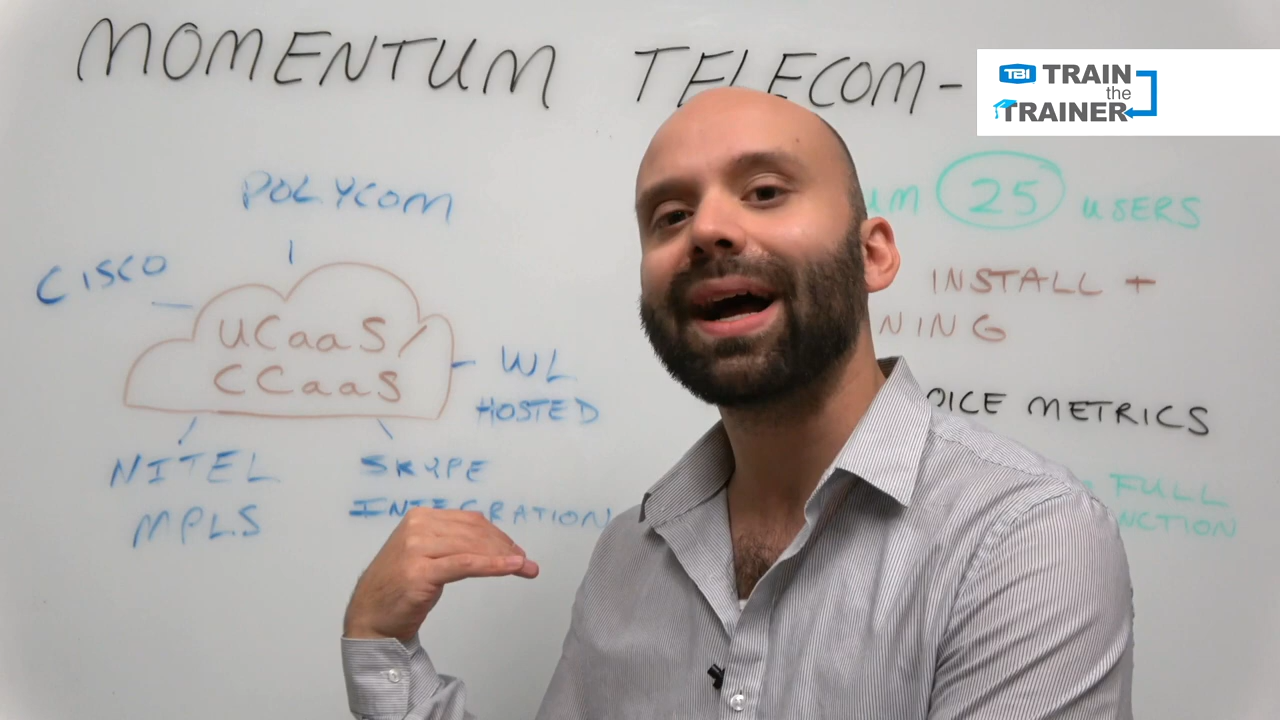 MOMENTUM TELECOM-
TBI TRAIN
the
TRAINER
POLYCOM
CISCO
UCaaS/
CCaaS
WL
HOSTED
NITEL
MPLS
SKYPE
INTEGRATION
25 USERS
INSTALL +
METRICS
FULL